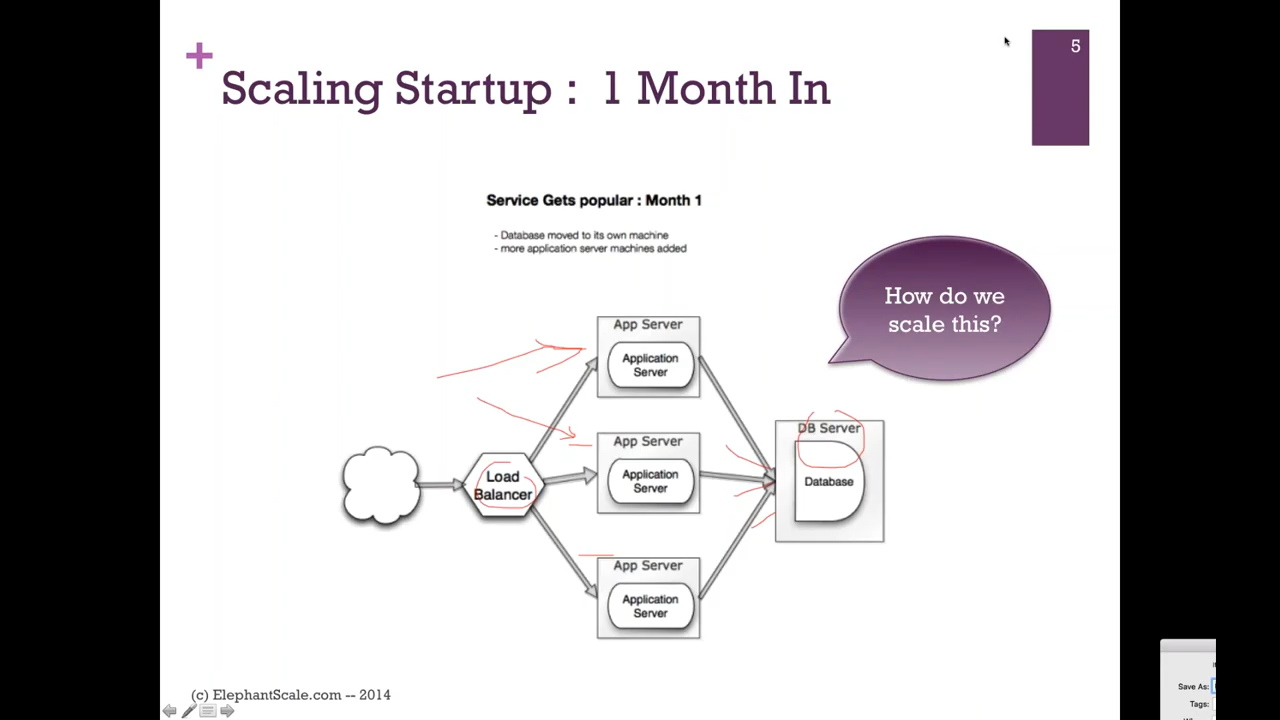 +
5
Scaling Startup : 1 Month In
Service Gets popular : Month 1
- Database moved to its own machine
- more application server machines added
How do we
scale this?
App Server
Application
Server
App Server
Application
Server
App Server
Application
Server
Load
Balancer
DB Server
Database
(c) ElephantScale.com -- 2014
Save As:
Tags: